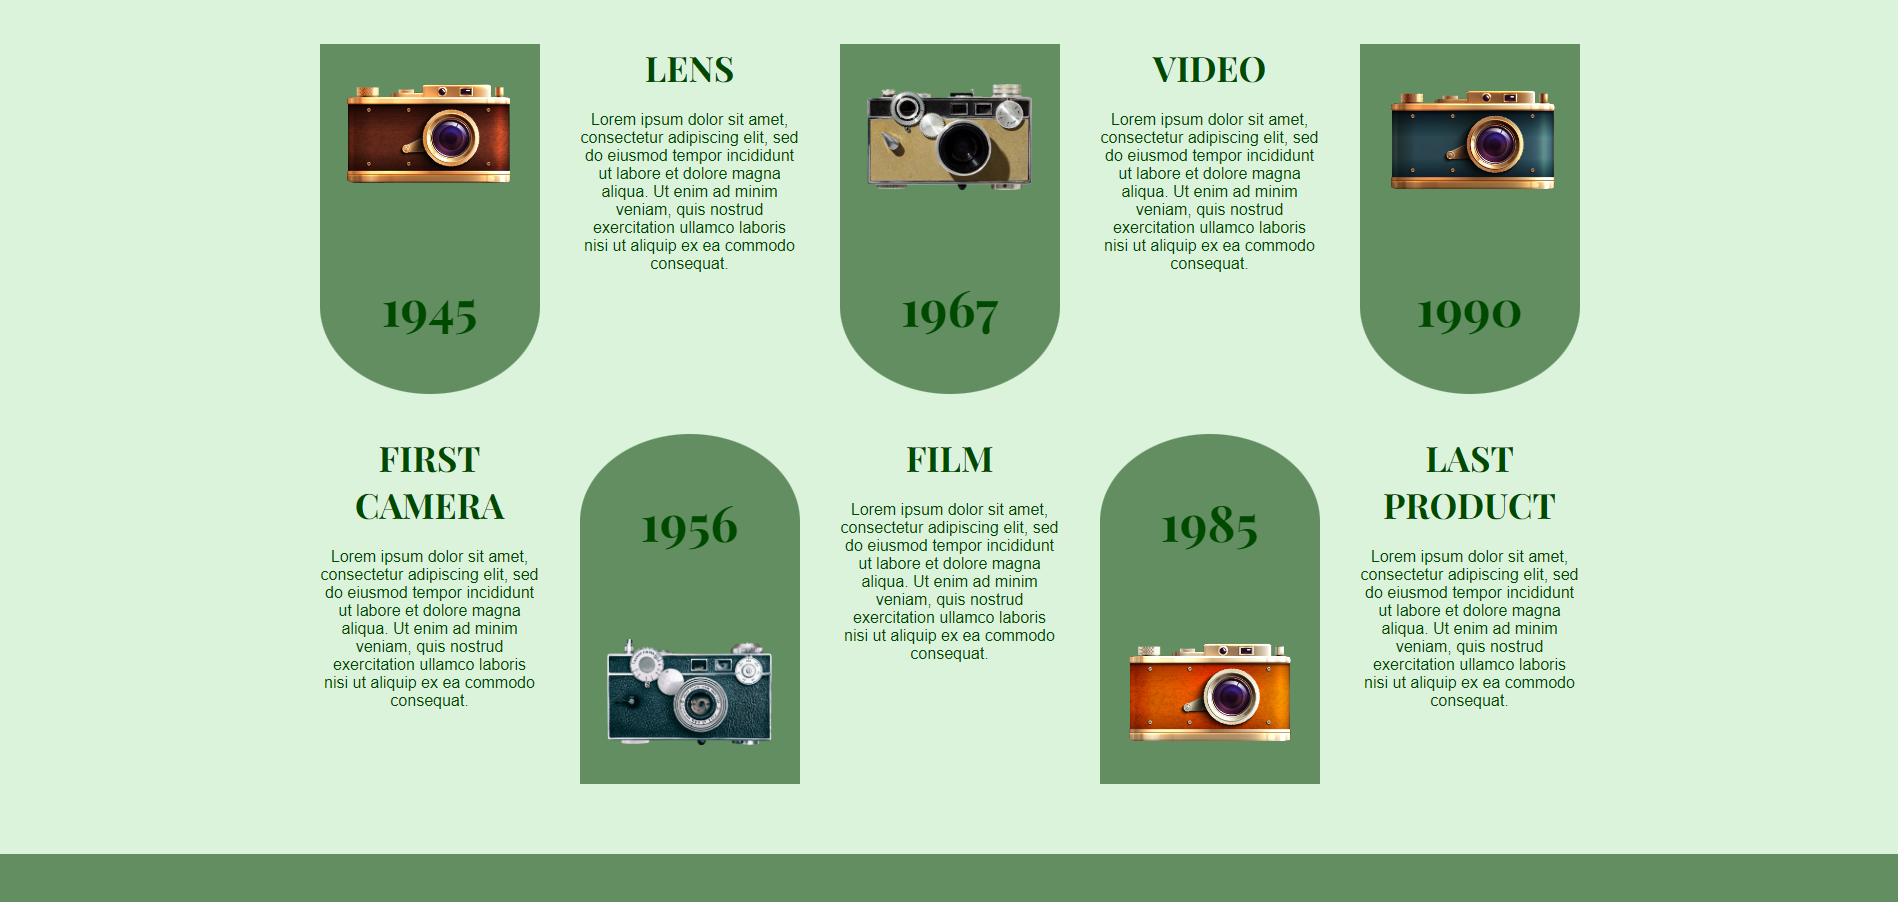 LENS
Lorem ipsum dolor sit amet,
consectetur adipiscing elit, sed
do eiusmod tempor incididunt
ut labore et dolore magna
aliqua. Ut enim ad minim
veniam, quis nostrud
exercitation ullamco laboris
nisi ut aliquip ex ea commodo
consequat.
VIDEO
Lorem ipsum dolor sit amet,
consectetur adipiscing elit, sed
do eiusmod tempor incididunt
ut labore et dolore magna
aliqua. Ut enim ad minim
veniam, quis nostrud
exercitation ullamco laboris
nisi ut aliquip ex ea commodo
consequat.
1945
1967
1990
FIRST
CAMERA
Lorem ipsum dolor sit amet,
consectetur adipiscing elit, sed
do eiusmod tempor incididunt
ut labore et dolore magna
aliqua. Ut enim ad minim
veniam, quis nostrud
exercitation ullamco laboris
nisi ut aliquip ex ea commodo
consequat.
1956
FILM
Lorem ipsum dolor sit amet,
consectetur adipiscing elit, sed
do eiusmod tempor incididunt
ut labore et dolore magna
aliqua. Ut enim ad minim
veniam, quis nostrud
exercitation ullamco laboris
nisi ut aliquip ex ea commodo
consequat.
1985
LAST
PRODUCT
Lorem ipsum dolor sit amet,
consectetur adipiscing elit, sed
do eiusmod tempor incididunt
ut labore et dolore magna
aliqua. Ut enim ad minim
veniam, quis nostrud
exercitation ullamco laboris
nisi ut aliquip ex ea commodo
consequat.